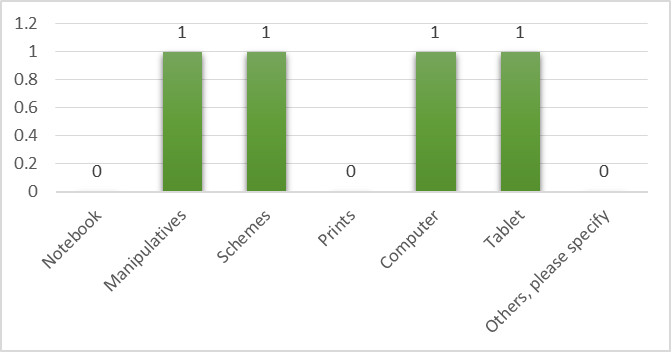 1.2
1
0.8
0.6
0.4
0.2
0
0
1
1
0
1
1
0
Notebook
Manipulatives
Schemes
Prints
Computer
Tablet
Others, please specify